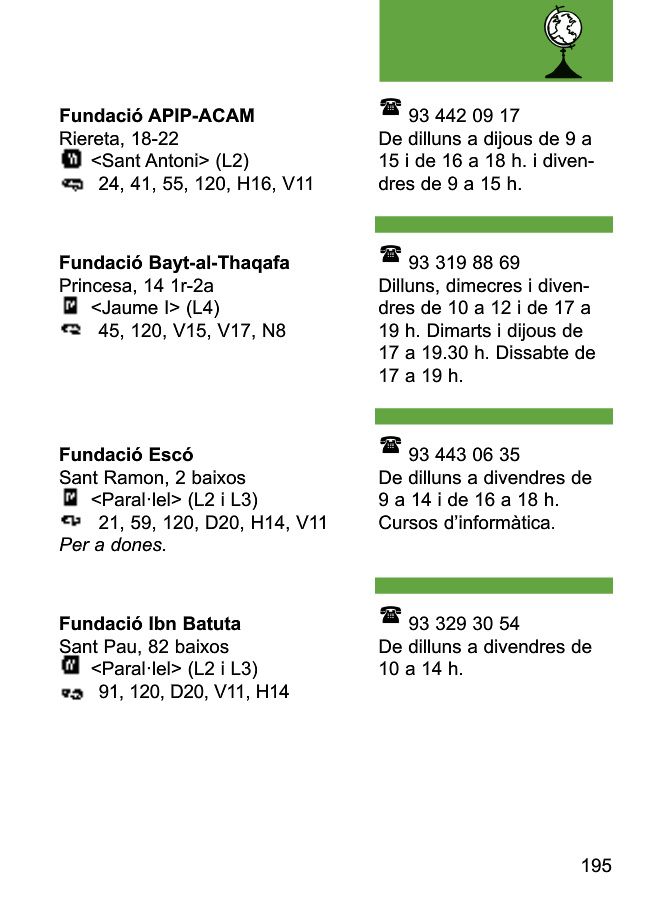 Fundació APIP-ACAM
Riereta, 18-22
<Sant Antoni> (L2)
24, 41, 55, 120, H16, V11
93 442 09 17
De dilluns a dijous de 9 a
15 i de 16 a 18 h. i diven-
dres de 9 a 15 h.
Fundació Bayt-al-Thaqafa
Princesa, 14 1r-2a
<Jaume I> (L4)
45, 120, V15, V17, N8
93 319 88 69
Dilluns, dimecres i diven-
dres de 10 a 12 i de 17 a
19 h. Dimarts i dijous de
17 a 19.30 h. Dissabte de
17 a 19 h.
Fundació Escó
Sant Ramon, 2 baixos
<Paral·lel> (L2 i L3)
21, 59, 120, D20, H14, V11
Per a dones.
93 443 06 35
De dilluns a divendres de
9 a 14 i de 16 a 18 h.
Cursos d’informàtica.
Fundació Ibn Batuta
Sant Pau, 82 baixos
<Paral·lel> (L2 i L3)
91, 120, D20, V11, H14
93 329 30 54
De dilluns a divendres de
10 a 14 h.
195